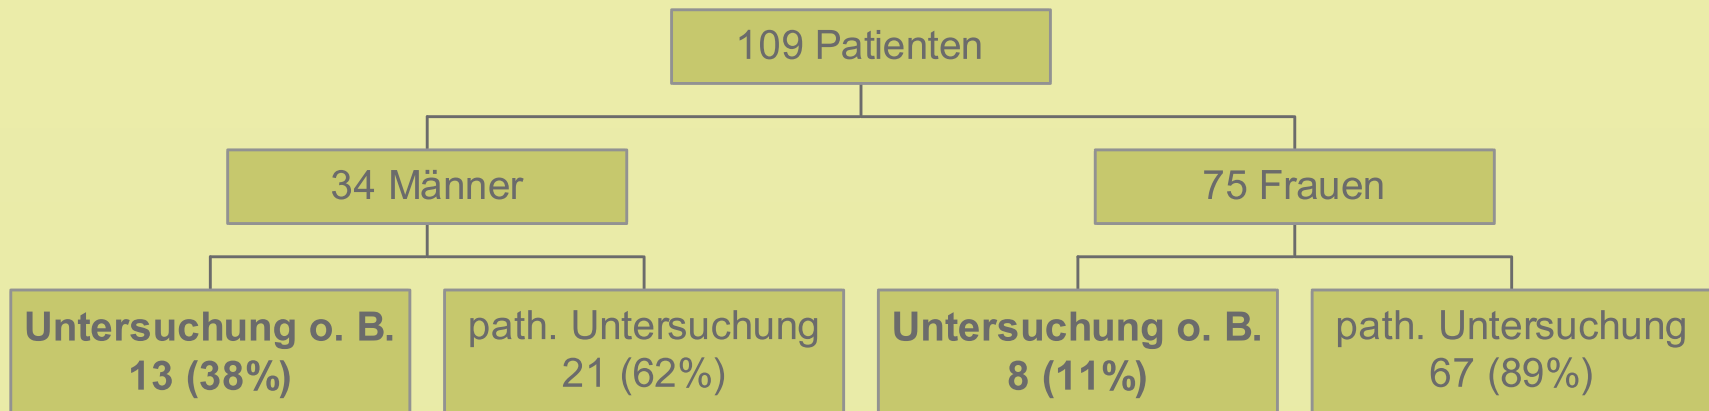 109 Patienten
34 Männer
75 Frauen
Untersuchung o. B.
13 (38%)
path. Untersuchung
21 (62%)
Untersuchung o. B.
8 (11%)
path. Untersuchung
67 (89%)